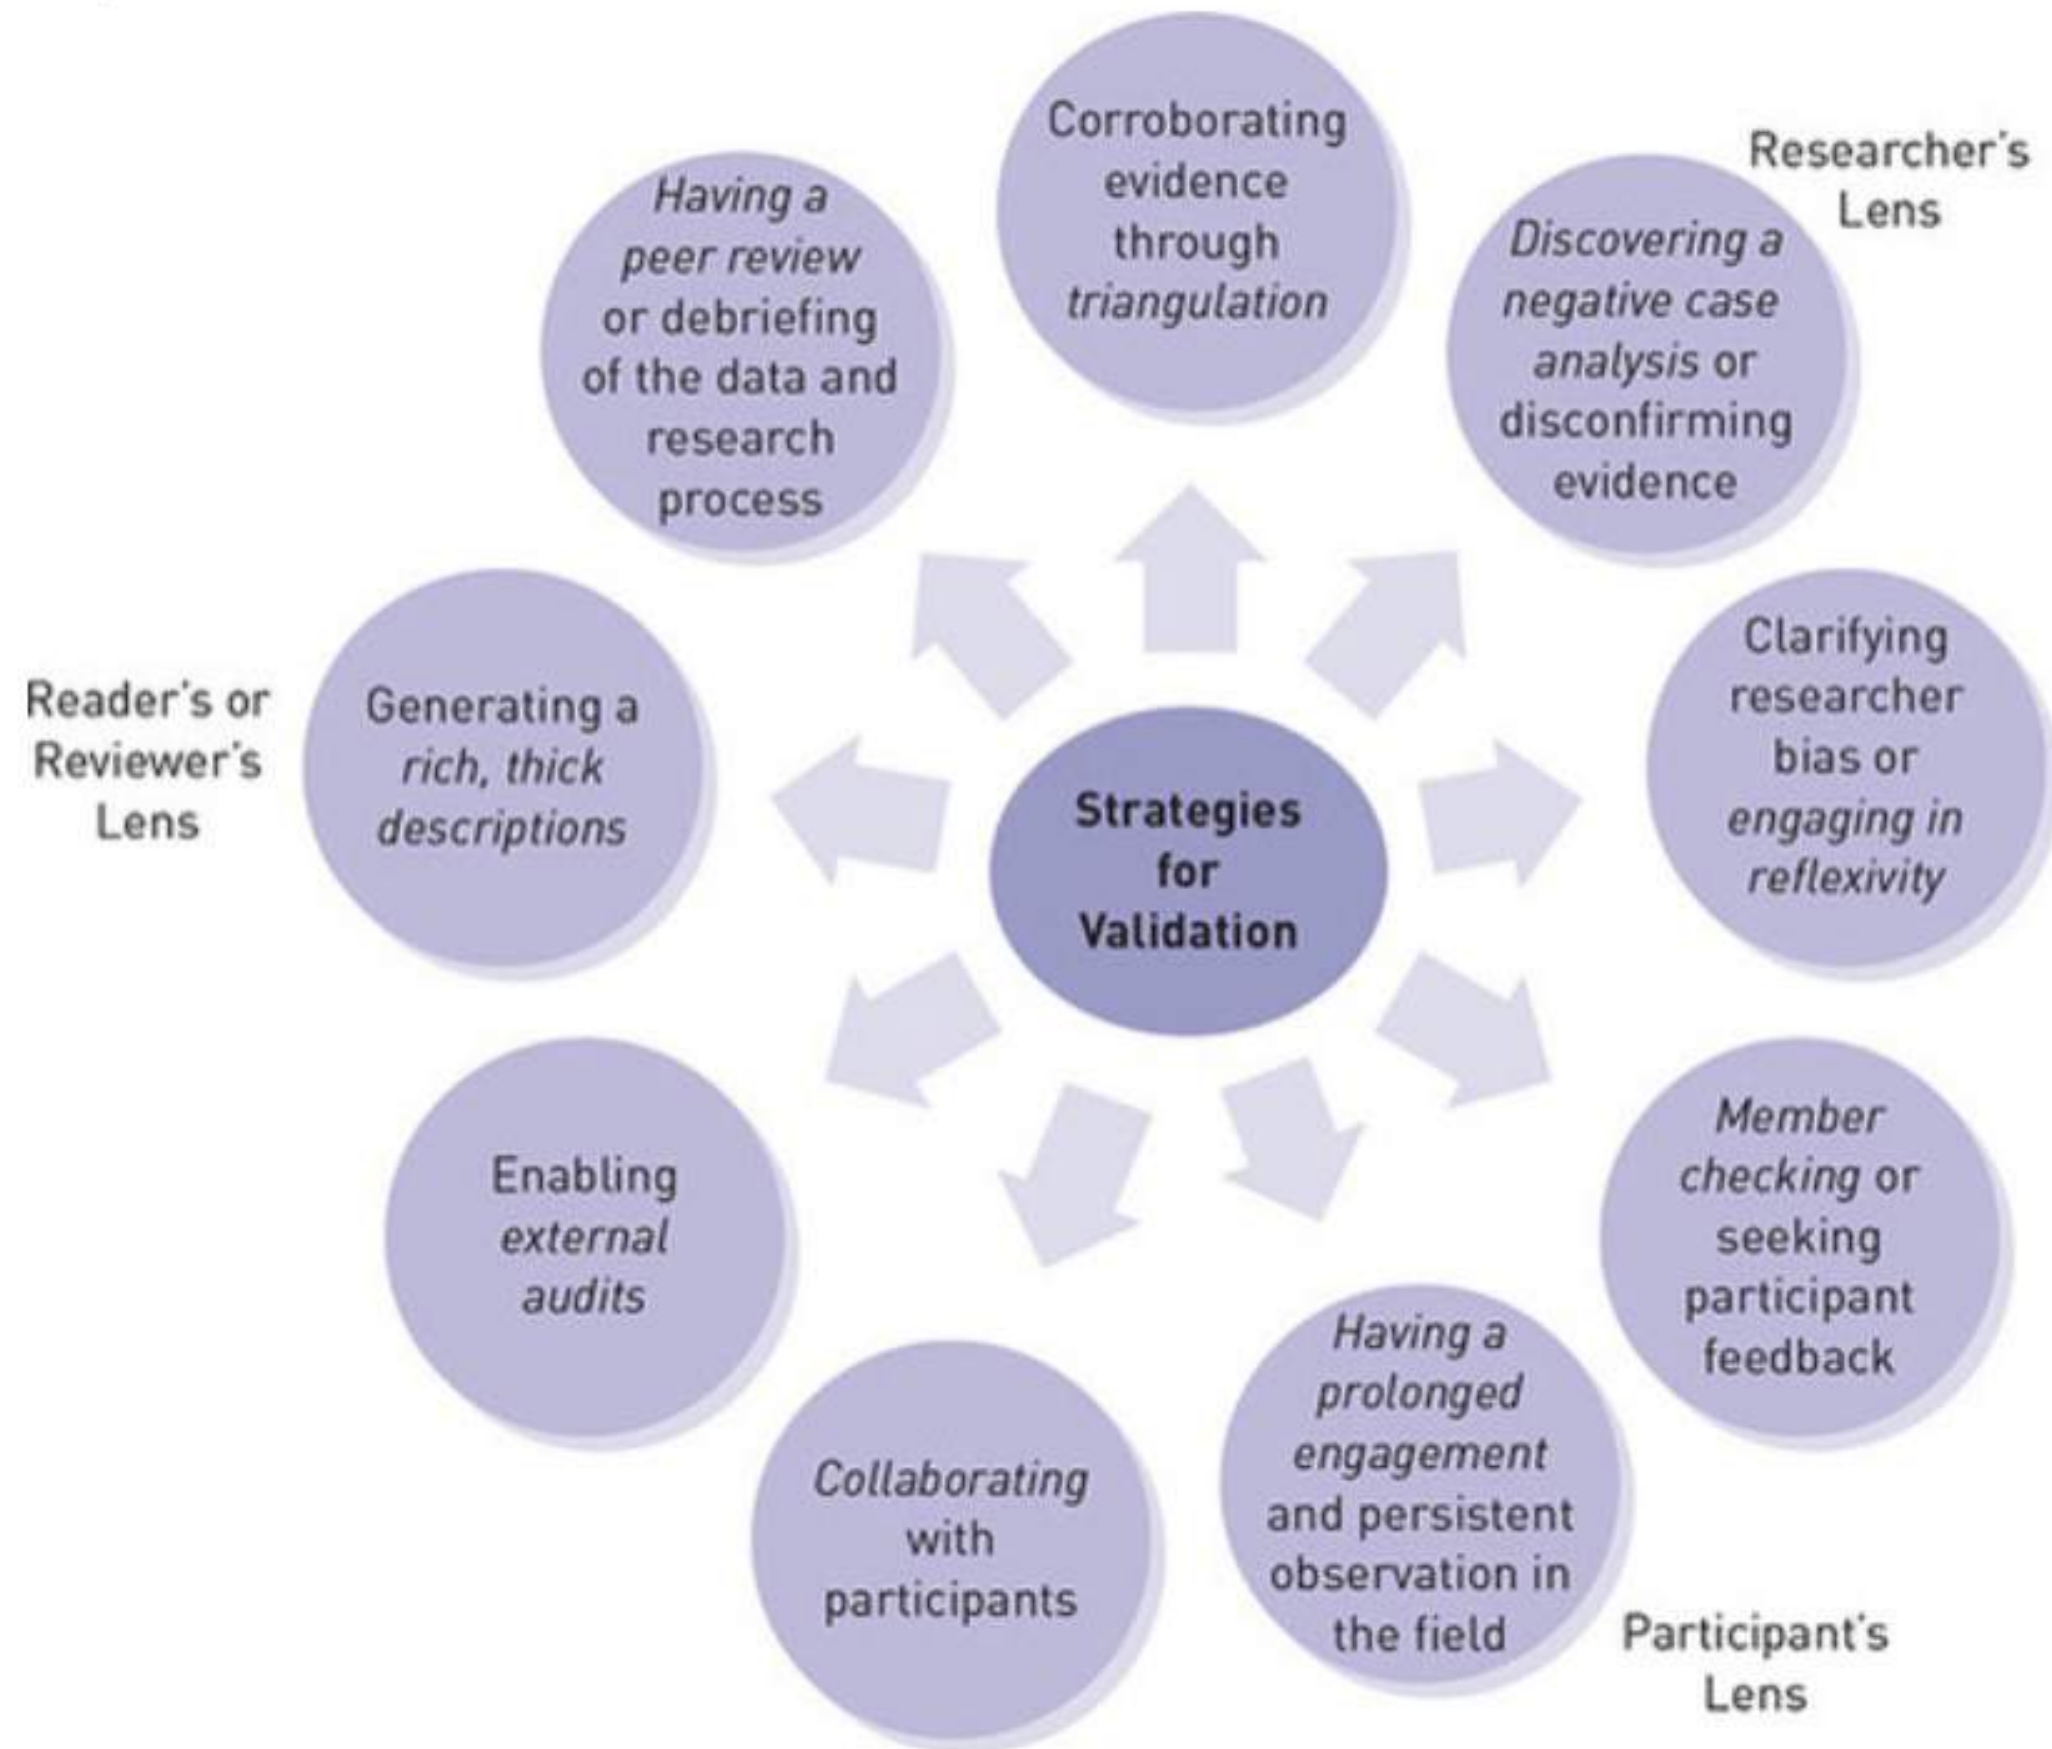 Corroborating
evidence
through
triangulation
Researcher's
Lens
Discovering a
negative case
analysis or
disconfirming
evidence
Clarifying
researcher
bias or
engaging in
reflexivity
Member
checking or
seeking
participant
feedback
Having a
prolonged
engagement
and persistent
observation in
the field
Participant's
Lens
Collaborating
with
participants
Enabling
external
audits
Reader's or
Reviewer's
Lens
Generating a
rich, thick
descriptions
Having a
peer review
or debriefing
of the data and
research
process
Strategies
for
Validation